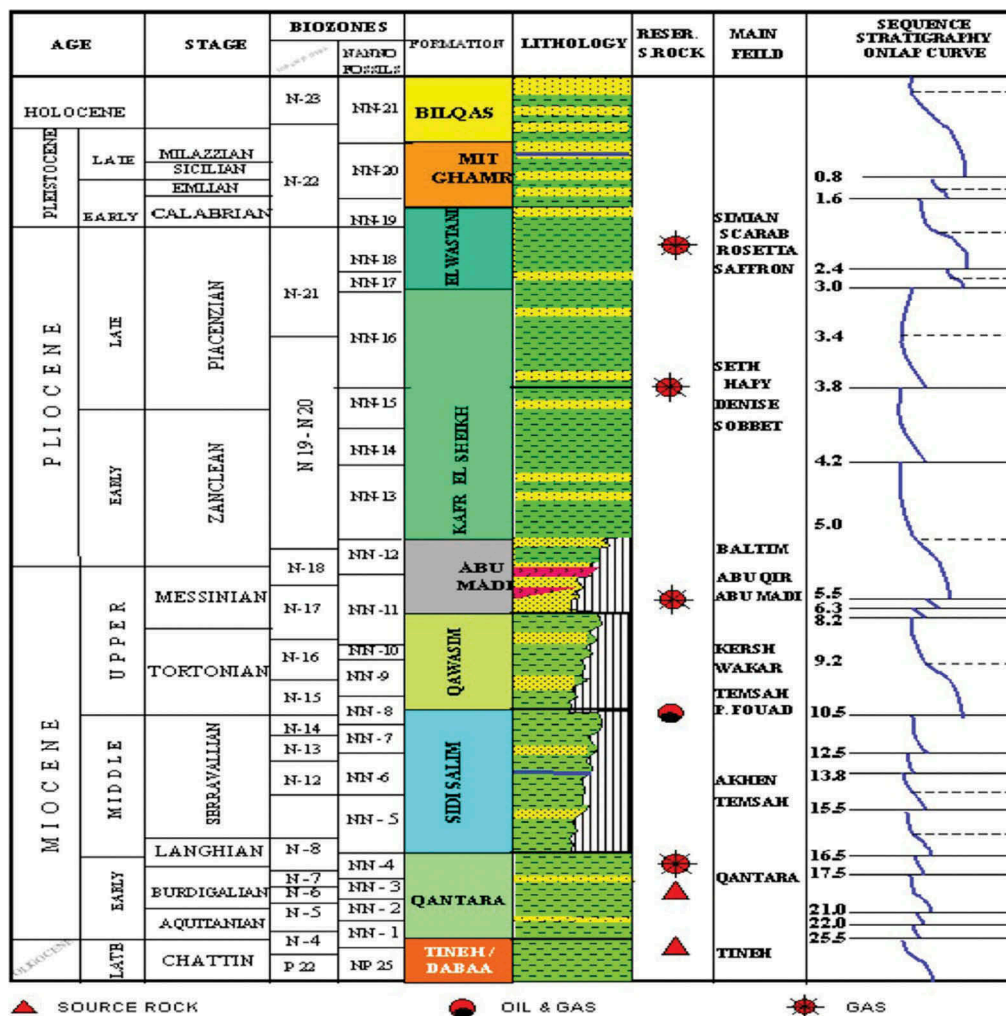 AGE
STAGE
BIOZONES
NANNO
FOSSILS
FORMATION
LITHOLOGY
RESER.
S.ROCK
MAIN
FEILD
SEQUENCE
STRATIGRAPHY
ONLAP CURVE
HOLOCENE
PLEISTOCENE
LATE
EARLY
PLIOCENE
LATE
EARLY
MIOCENE
UPPER
MIDDLE
EARLY
OLIGOCENE
LATE
MILAZZIAN
SICILIAN
EMLIAN
CALABRIAN
PIACENZIAN
ZANCLEAN
MESSINIAN
TORTONIAN
SERRAVALLIAN
LANGHIAN
BURDIGALIAN
AQUITANIAN
CHATTIN
N-23
N-22
N-21
N 19 - N 20
N-18
N-17
N-16
N-15
N-14
N-13
N-12
N-8
N-7
N-6
N-5
N-4
P 22
NN-21
NN-20
NN-19
NN-18
NN-17
NN-16
NN-15
NN-14
NN-13
NN-12
NN-11
NN-10
NN-9
NN-8
NN-7
NN-6
NN-5
NN-4
NN-3
NN-2
NN-1
NP 25
BILQAS
MIT
GHAMR
EL WASTANI
KAFR EL SHEIKH
ABU
MADI
QAWASIM
SIDI SALIM
QANTARA
TINEH /
DABAA
SIMIAN
SCARAB
ROSETTA
SAFFRON
SETH
HAPY
DENISE
SOBBET
BALTIM
ABU QIR
ABU MADI
KERSH
WAKAR
TEMSAH
P. FOUAD
AKHEN
TEMSAH
QANTARA
TINEH
0.8
1.6
2.4
3.0
3.4
3.8
4.2
5.0
5.5
6.3
8.2
9.2
10.5
12.5
13.8
15.5
16.5
17.5
21.0
22.0
25.5
SOURCE ROCK
OIL & GAS
GAS